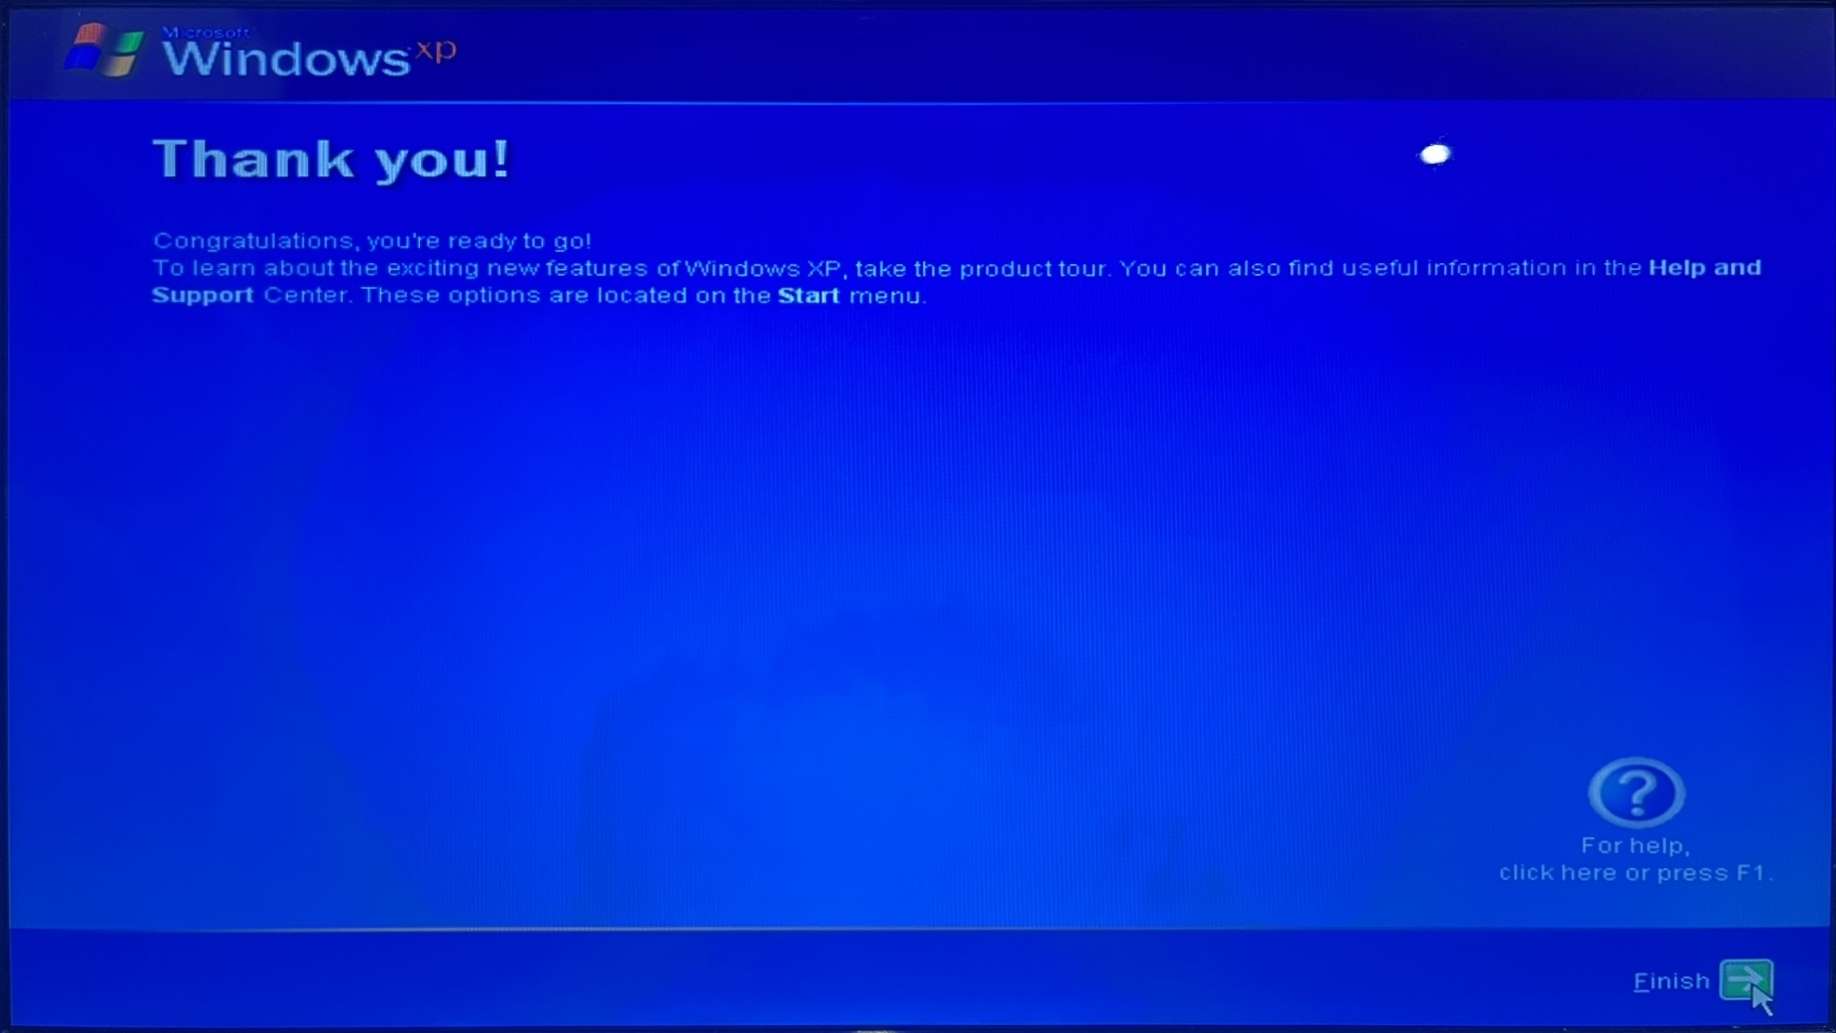 Microsoft
Windows xp
Thank you!
Congratulations, you're ready to go!
To learn about the exciting new features of Windows XP, take the product tour. You can also find useful information in the Help and
Support Center. These options are located on the Start menu.
?
For help,
click here or press F1.
Finish